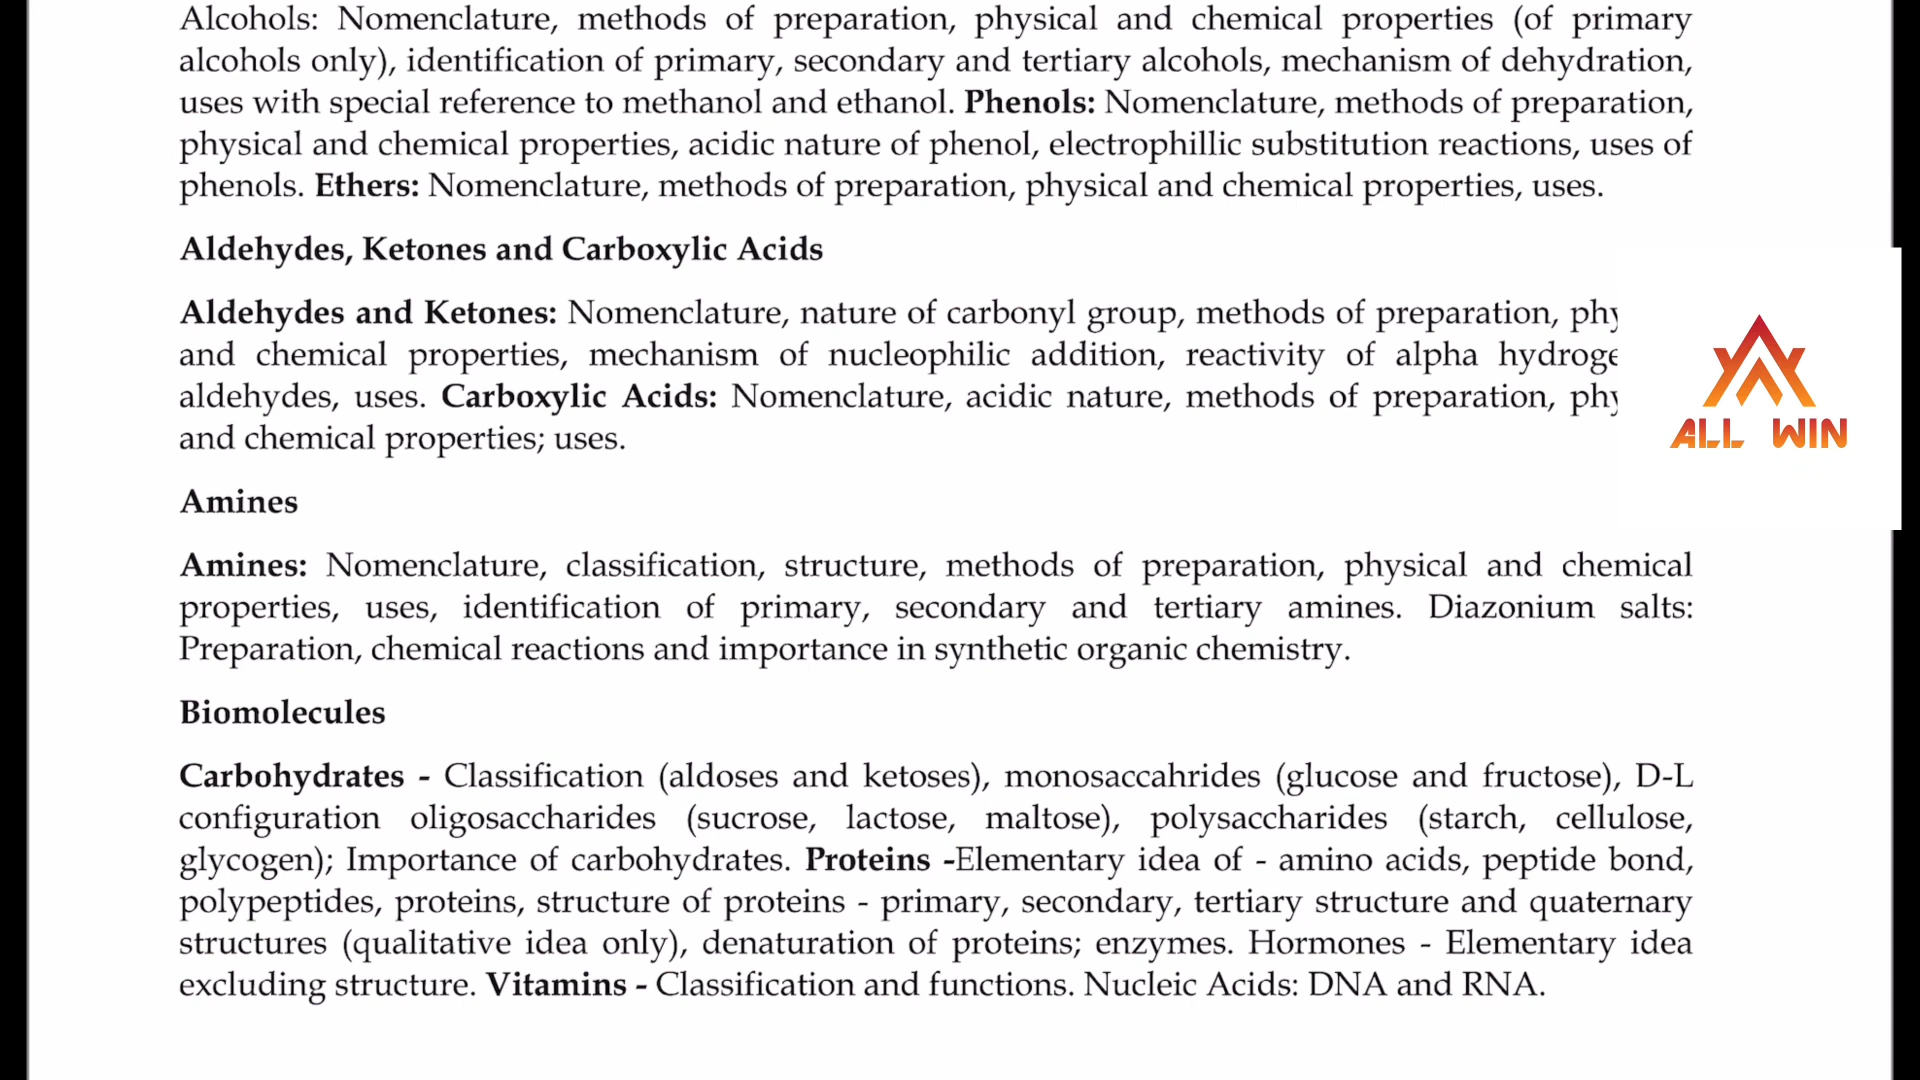 Alcohols: Nomenclature, methods of preparation, physical and chemical properties (of primary
alcohols only), identification of primary, secondary and tertiary alcohols, mechanism of dehydration,
uses with special reference to methanol and ethanol. Phenols: Nomenclature, methods of preparation,
physical and chemical properties, acidic nature of phenol, electrophillic substitution reactions, uses of
phenols. Ethers: Nomenclature, methods of preparation, physical and chemical properties, uses.
Aldehydes, Ketones and Carboxylic Acids
Aldehydes and Ketones: Nomenclature, nature of carbonyl group, methods of preparation,
and chemical properties, mechanism of nucleophilic addition, reactivity of alpha
aldehydes, uses. Carboxylic Acids: Nomenclature, acidic nature, methods of preparation,
and chemical properties; uses.
ALL WIN
Amines
Amines: Nomenclature, classification, structure, methods of preparation, physical and chemical
properties, uses, identification of primary, secondary and tertiary amines. Diazonium salts:
Preparation, chemical reactions and importance in synthetic organic chemistry.
Biomolecules
Carbohydrates - Classification (aldoses and ketoses), monosaccahrides (glucose and fructose), D-L
configuration oligosaccharides (sucrose, lactose, maltose), polysaccharides (starch, cellulose,
glycogen); Importance of carbohydrates. Proteins -Elementary idea of - amino acids, peptide bond,
polypeptides, proteins, structure of proteins - primary, secondary, tertiary structure and quaternary
structures (qualitative idea only), denaturation of proteins; enzymes. Hormones - Elementary idea
excluding structure. Vitamins - Classification and functions. Nucleic Acids: DNA and RNA.